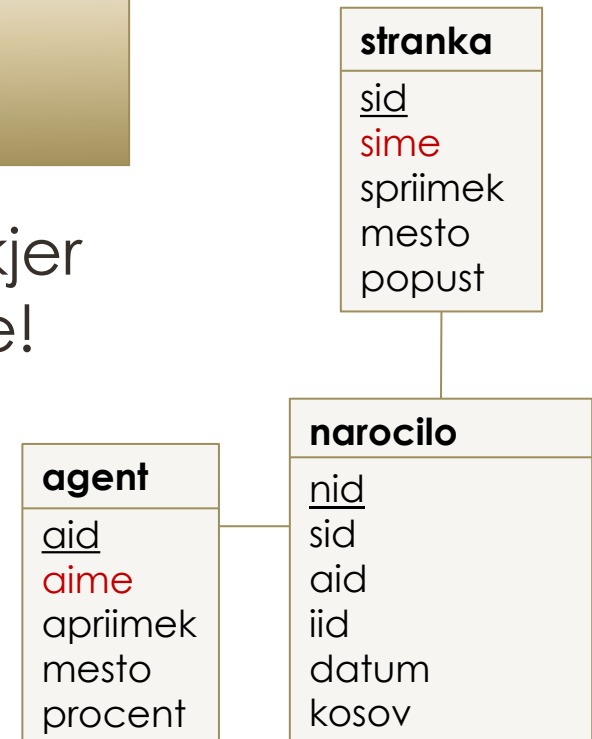 kjer
e!
stranka
sid
sime
spriimek
mesto
popust
agent
aid
aime
apriimek
mesto
procent
narocilo
nid
sid
aid
iid
datum
kosov